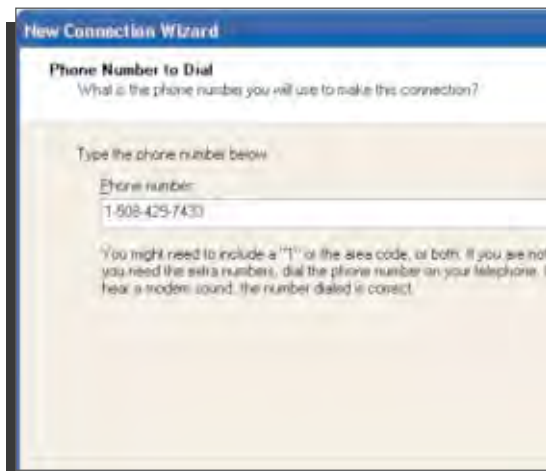 New Connection Wizard
Phone Number to Dial
What is the phone number you will use to make this connection?
Type the phone number below.
Phone number:
1-508-429-7433
You might need to include a "1" or the area code, or both. If you are not
you need the extra numbers, dial the phone number on your telephone.
hear a modem sound, the number dialed is correct.